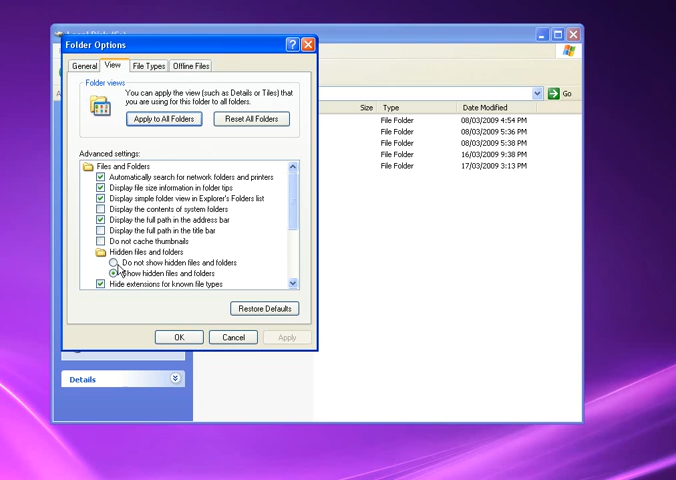 Folder Options
General View File Types Offline Files
Folder views
You can apply the view (such as Details or Tiles) that
you are using for this folder to all folders.
Apply to All Folders Reset All Folders
Advanced settings:
Files and Folders
Automatically search for network folders and printers
Display file size information in folder tips
Display simple folder view in Explorer's Folders list
Display the contents of system folders
Display the full path in the address bar
Display the full path in the title bar
Do not cache thumbnails
Hidden files and folders
Do not show hidden files and folders
Show hidden files and folders
Hide extensions for known file types
Restore Defaults
OK Cancel Apply
Go
Size Type Date Modified
File Folder 08/03/2009 4:54 PM
File Folder 08/03/2009 5:36 PM
File Folder 08/03/2009 5:38 PM
File Folder 16/03/2009 9:38 PM
File Folder 17/03/2009 3:13 PM
Details